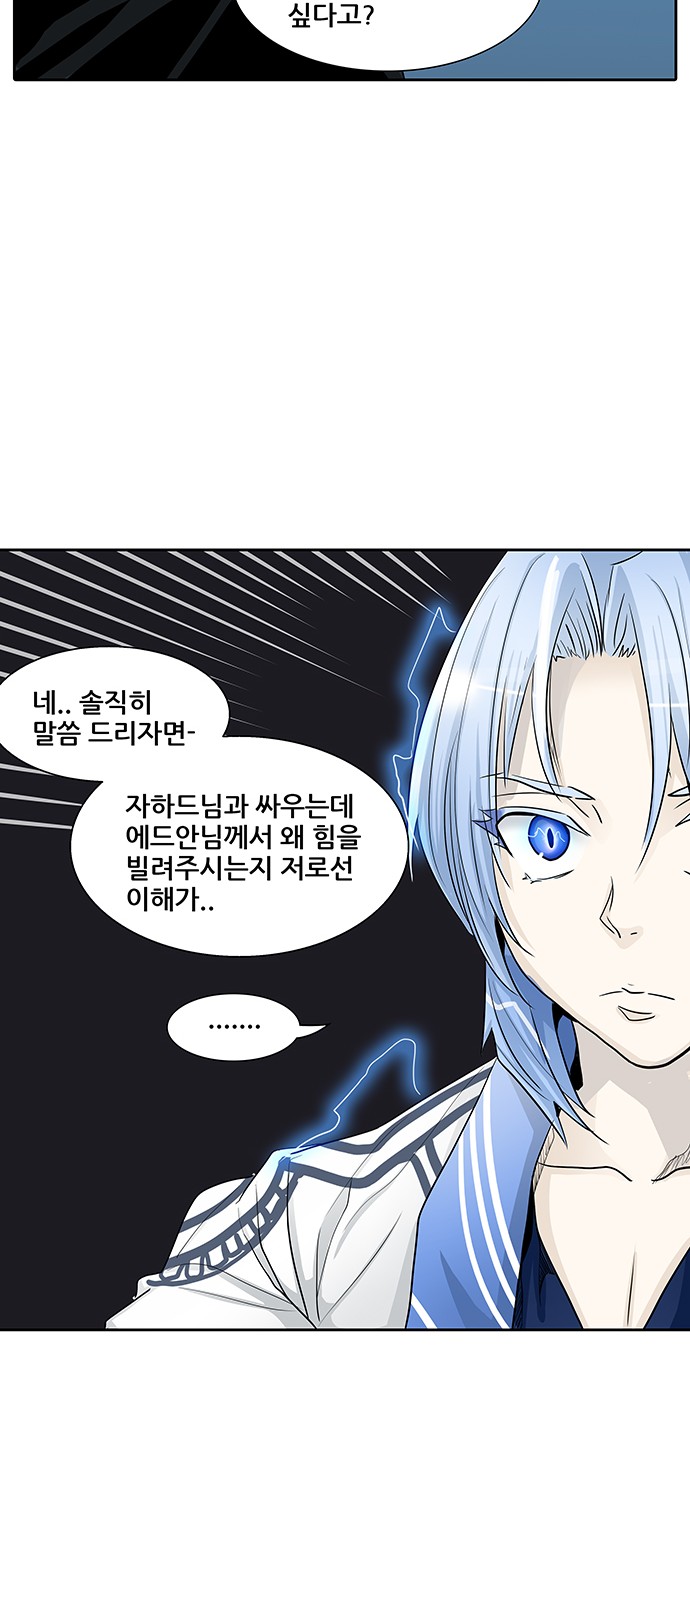 싶다고?
네.. 솔직히
말씀 드리자면-
자하드님과 싸우는데
에드안님께서 왜 힘을
빌려주시는지 저로선
이해가..
.......